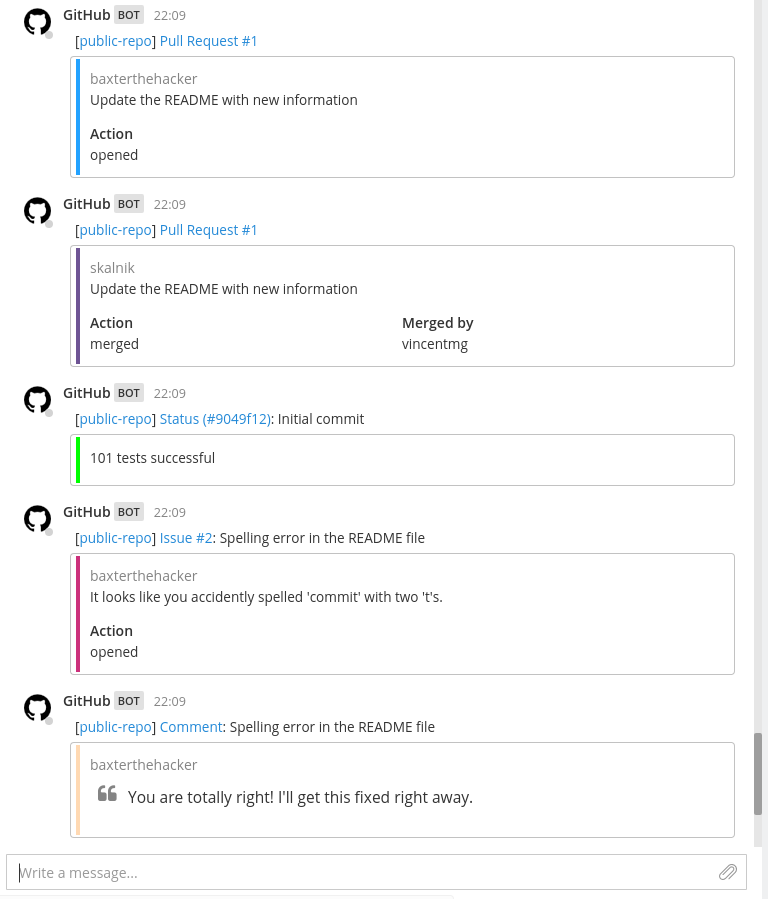 GitHub BOT 22:09
[public-repo] Pull Request #1
baxterthehacker
Update the README with new information
Action
opened
GitHub BOT 22:09
[public-repo] Pull Request #1
skalnik
Update the README with new information
Action Merged by
merged vincentmg
GitHub BOT 22:09
[public-repo] Status (#9049f12): Initial commit
101 tests successful
GitHub BOT 22:09
[public-repo] Issue #2: Spelling error in the README file
baxterthehacker
It looks like you accidently spelled 'commit' with two 't's.
Action
opened
GitHub BOT 22:09
[public-repo] Comment: Spelling error in the README file
baxterthehacker
“ You are totally right! I'll get this fixed right away.
Write a message...